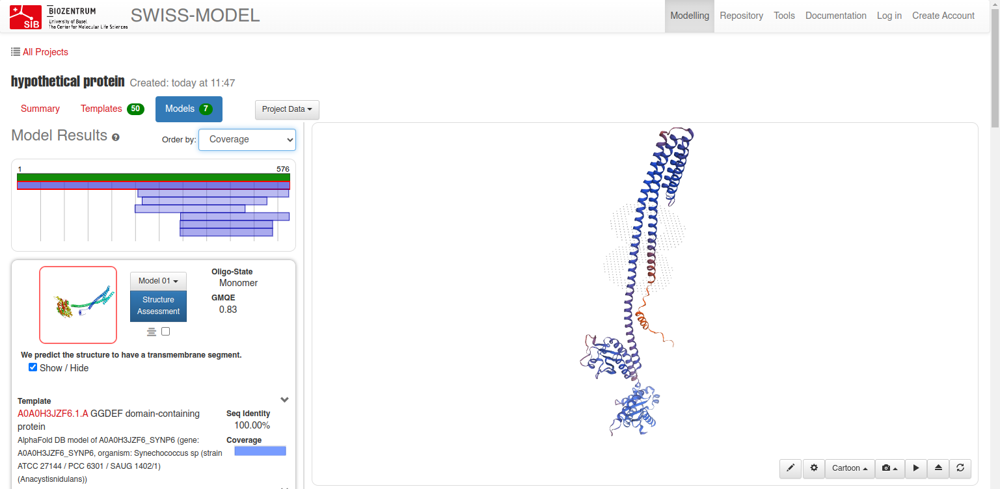 SIB
BIOZENTRUM
University of Basel
The Center for Molecular Life Sciences
SWISS-MODEL
Modelling Repository Tools Documentation Log in Create Account
All Projects
hypothetical protein Created: today at 11:47
Summary Templates 50 Models 7 Project Data
Model Results
Order by: Coverage
1 576
Model 01
Structure
Assessment
Oligo-State
Monomer
GMQE
0.83
We predict the structure to have a transmembrane segment.
Show / Hide
Template
A0A0H3JZF6.1.A GGDEF domain-containing
protein
AlphaFold DB model of A0A0H3JZF6_SYNP6 (gene:
A0A0H3JZF6_SYNP6, organism: Synechococcus sp (strain
ATCC 27144 / PCC 6301 / SAUG 1402/1)
(Anacystisnidulans))
Seq Identity
100.00%
Coverage
Cartoon